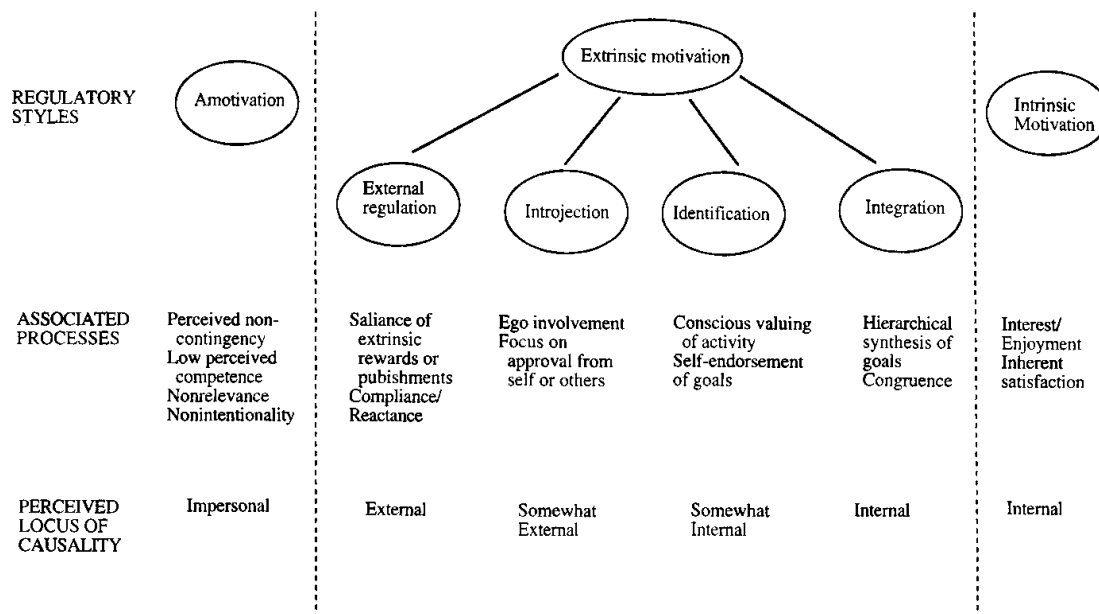 Extrinsic motivation
REGULATORY
STYLES
Amotivation
Intrinsic
Motivation
External
regulation
Introjection
Identification
Integration
ASSOCIATED
PROCESSES
Perceived non-
contingency
Low perceived
competence
Nonrelevance
Nonintentionality
Saliance of
extrinsic
rewards or
pubishments
Compliance/
Reactance
Ego involvement
Focus on
approval from
self or others
Conscious valuing
of activity
Self-endorsement
of goals
Hierarchical
synthesis of
goals
Congruence
Interest/
Enjoyment
Inherent
satisfaction
PERCEIVED
LOCUS OF
CAUSALITY
Impersonal
External
Somewhat
External
Somewhat
Internal
Internal
Internal